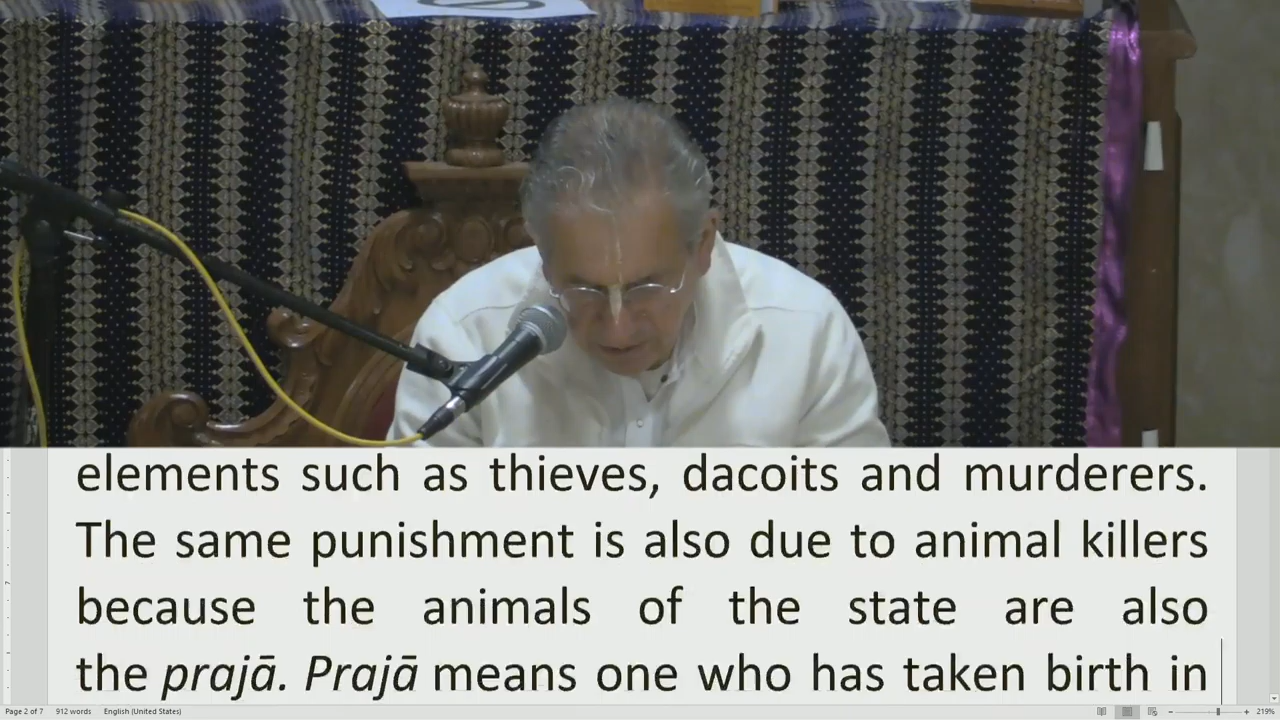 elements such as thieves, dacoits and murderers.
The same punishment is also due to animal killers
because the animals of the state are also
the prajā. Prajā means one who has taken birth in
Page 2 of 7 912 words English (United States) 219%